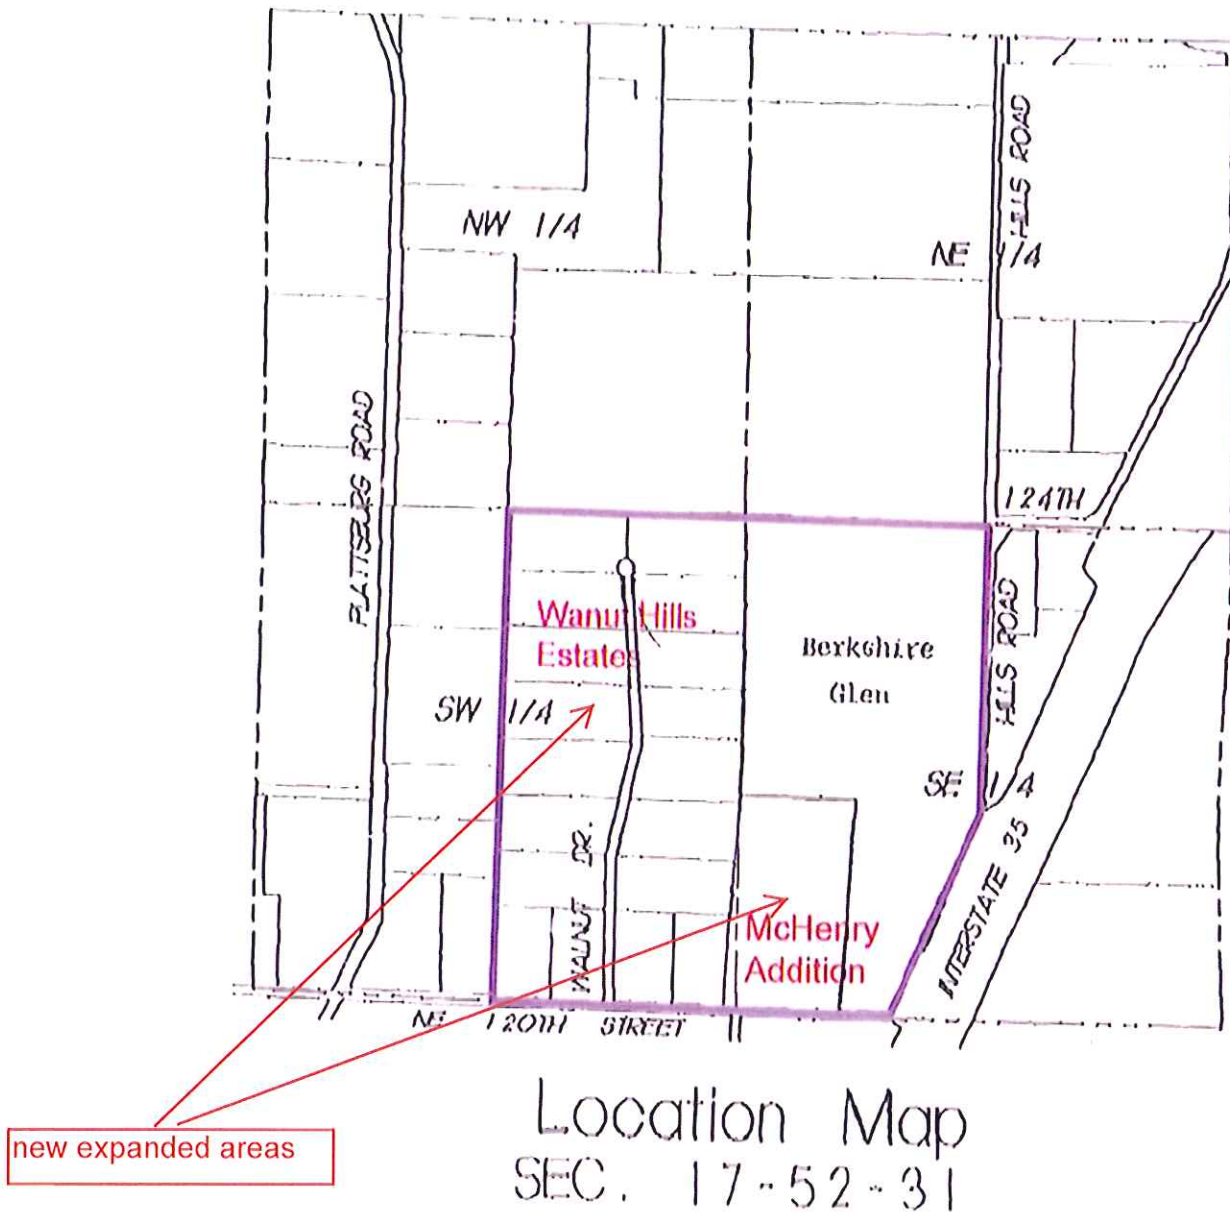 HILLS ROAD
NW 1/4
NE 1/4
PLATTSBURG ROAD
124TH
Wanut Hills
Estates
Berkshire
Glen
HILLS ROAD
SW 1/4
SE 1/4
WALNUT DR.
INTERSTATE 35
McHenry
Addition
NE 120TH STREET
new expanded areas
Location Map
SEC. 17-52-31